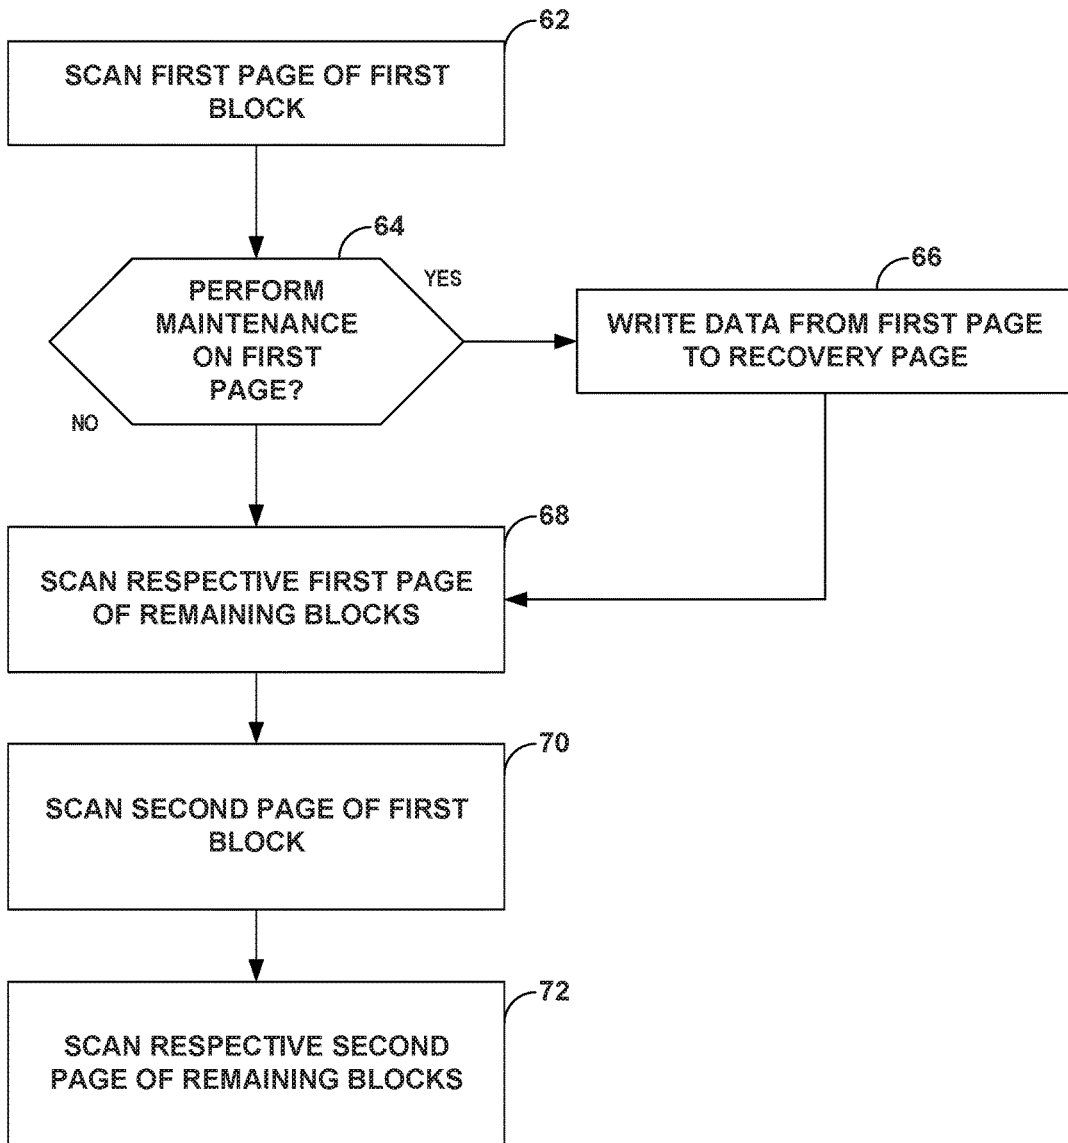 62
SCAN FIRST PAGE OF FIRST
BLOCK
64
PERFORM
MAINTENANCE
ON FIRST
PAGE?
YES
NO
66
WRITE DATA FROM FIRST PAGE
TO RECOVERY PAGE
68
SCAN RESPECTIVE FIRST PAGE
OF REMAINING BLOCKS
70
SCAN SECOND PAGE OF FIRST
BLOCK
72
SCAN RESPECTIVE SECOND
PAGE OF REMAINING BLOCKS